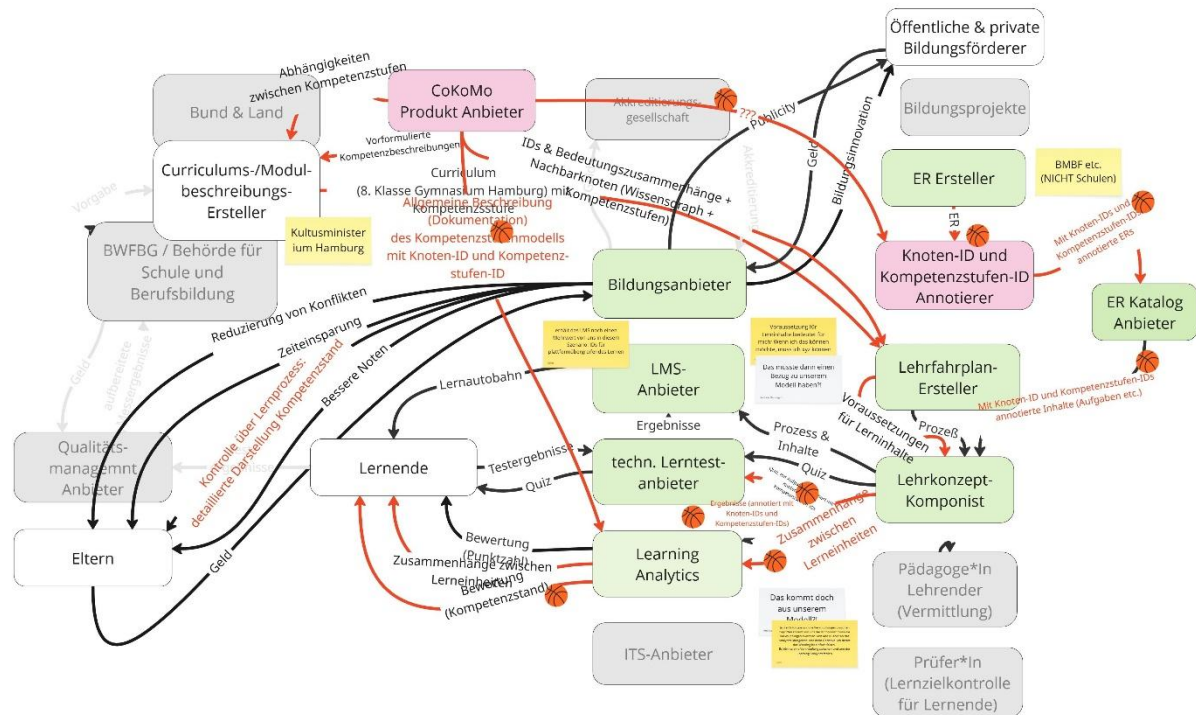 Öffentliche & private
Bildungsförderer
Abhängigkeiten
zwischen Kompetenzstufen
Bund & Land
CoKoMo
Produkt Anbieter
Akkreditierungs-
gesellschaft
???
Publicity
Geld
Bildungsinnovation
Bildungsprojekte
Vorformulierte
Kompetenzbeschreibungen
Curriculums-/Modul-
beschreibungs-
Ersteller
Curriculum
(8. Klasse Gymnasium Hamburg) mit
Kompetenzssstufe
Allgemeine Beschreibung
(Dokumentation)
des Kompetenzstufenmodells
mit Knoten-ID und Kompetenz-
stufen-ID
IDs & Bedeutungszusammenhänge +
Nachbarknoten (Wissensgraph +
Kompetenzstufen)
Akkreditierung
ER Ersteller
BMBF etc.
(NICHT Schulen)
ER
Vorgabe
Kultusminister
ium Hamburg
BWFBG / Behörde für
Schule und
Berufsbildung
Bildungsanbieter
Knoten-ID und
Kompetenzstufen-ID
Annotierer
Mit Knoten-IDs und
Kompetenzstufen-IDs
annotierte ERs
ER Katalog
Anbieter
Reduzierung von Konflikten
Zeiteinsparung
Bessere Noten
Kontrolle über Lernprozess:
detaillierte Darstellung Kompetenzstand
Geld
aufbereitete
Qualitäts-
managemnt
Anbieter
Lernautobahn
LMS-
Anbieter
Das müsste dann einen
Bezug zu unserem
Modell haben?!
Lehrfahrplan-
Ersteller
Mit Knoten-ID und Kompetenzstufen-IDs
annotierte Inhalte (Aufgaben etc.)
Voraussetzungen
für Lerninhalte
Prozeß
Ergebnisse
Prozess &
Inhalte
Lernende
Testergebnisse
Quiz
techn. Lerntest-
anbieter
Quiz
Lehrkonzept-
Komponist
Ergebnisse (annotiert mit
Knoten-IDs und
Kompetenzstufen-IDs)
Zusammenhänge
zwischen
Lerneinheiten
Eltern
Geld
Bewertung
(Punktzahl)
Zusammenhänge zwischen
Lerneinheiten
Bewertung
(Kompetenzstand)
Learning
Analytics
Pädagoge*In
Lehrender
(Vermittlung)
Das kommt doch
aus unserem
Modell?!
ITS-Anbieter
Prüfer*In
(Lernzielkontrolle
für Lernende)